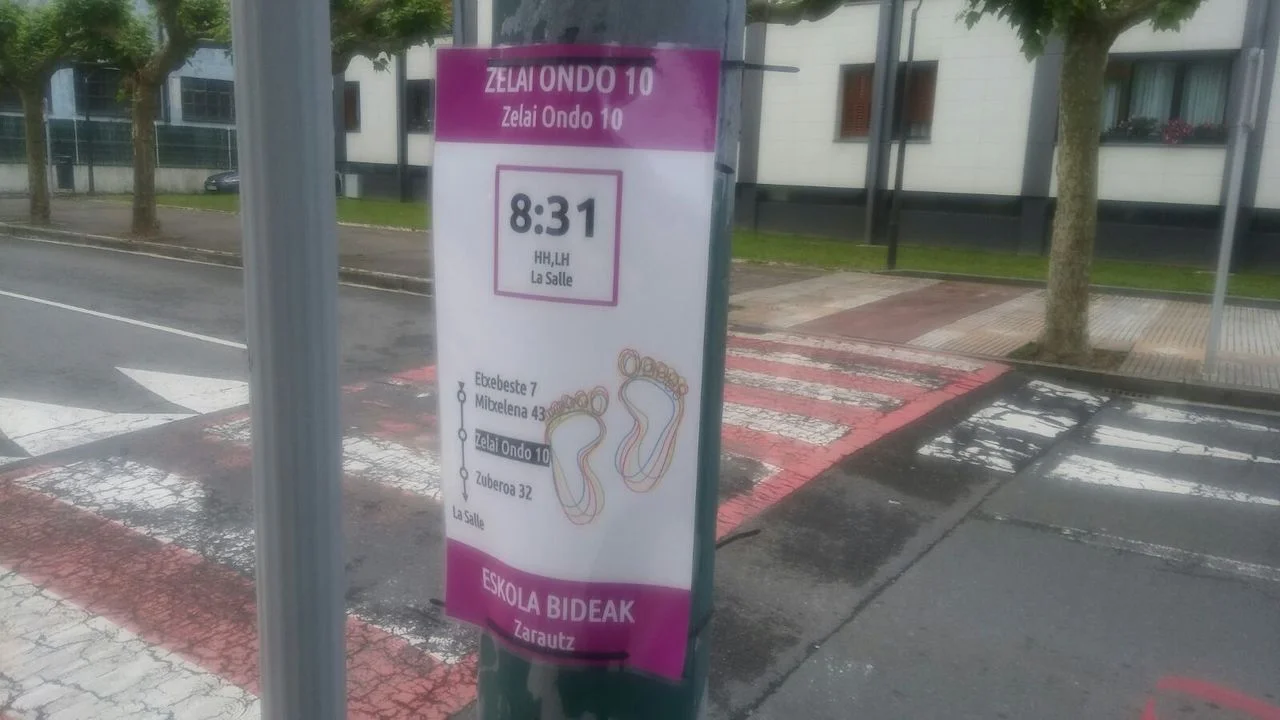 ZELAI ONDO 10
Zelai Ondo 10
8:31
HH,LH
La Salle
Etxebeste 7
Mitxelena 43
Zelai Ondo 10
Zuberoa 32
La Salle
ESKOLA BIDEAK
Zarautz